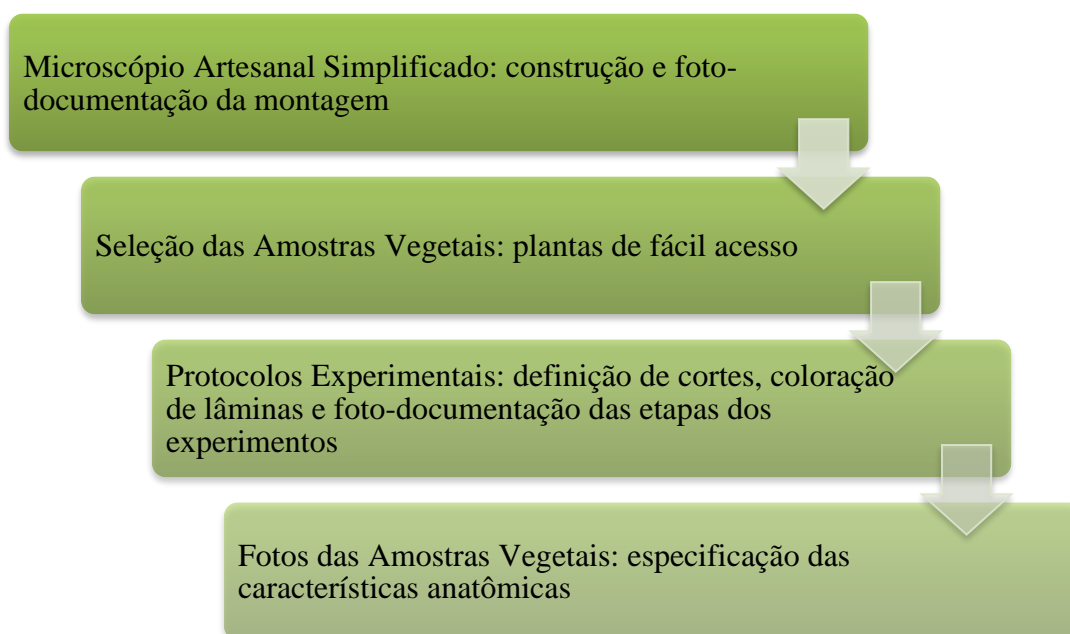 Microscópio Artesanal Simplificado: construção e foto-
documentação da montagem
Seleção das Amostras Vegetais: plantas de fácil acesso
Protocolos Experimentais: definição de cortes, coloração
de lâminas e foto-documentação das etapas dos
experimentos
Fotos das Amostras Vegetais: especificação das
características anatômicas